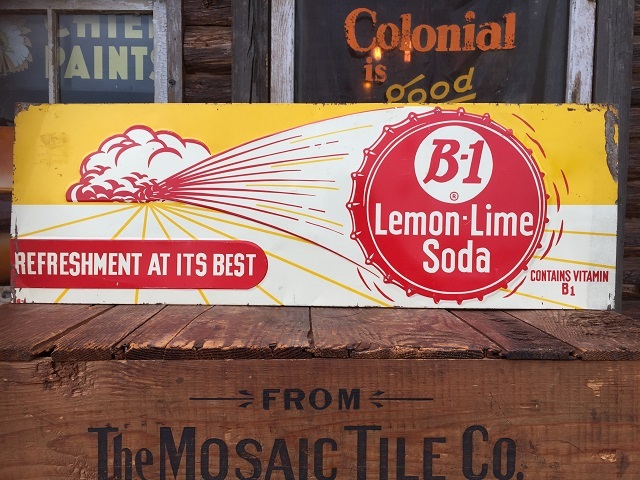 CHIEF
PAINTS
Colonial
is
good
B-1
®
Lemon-Lime
Soda
REFRESHMENT AT ITS BEST
CONTAINS VITAMIN
B1
FROM
The MOSAIC TILE CO.